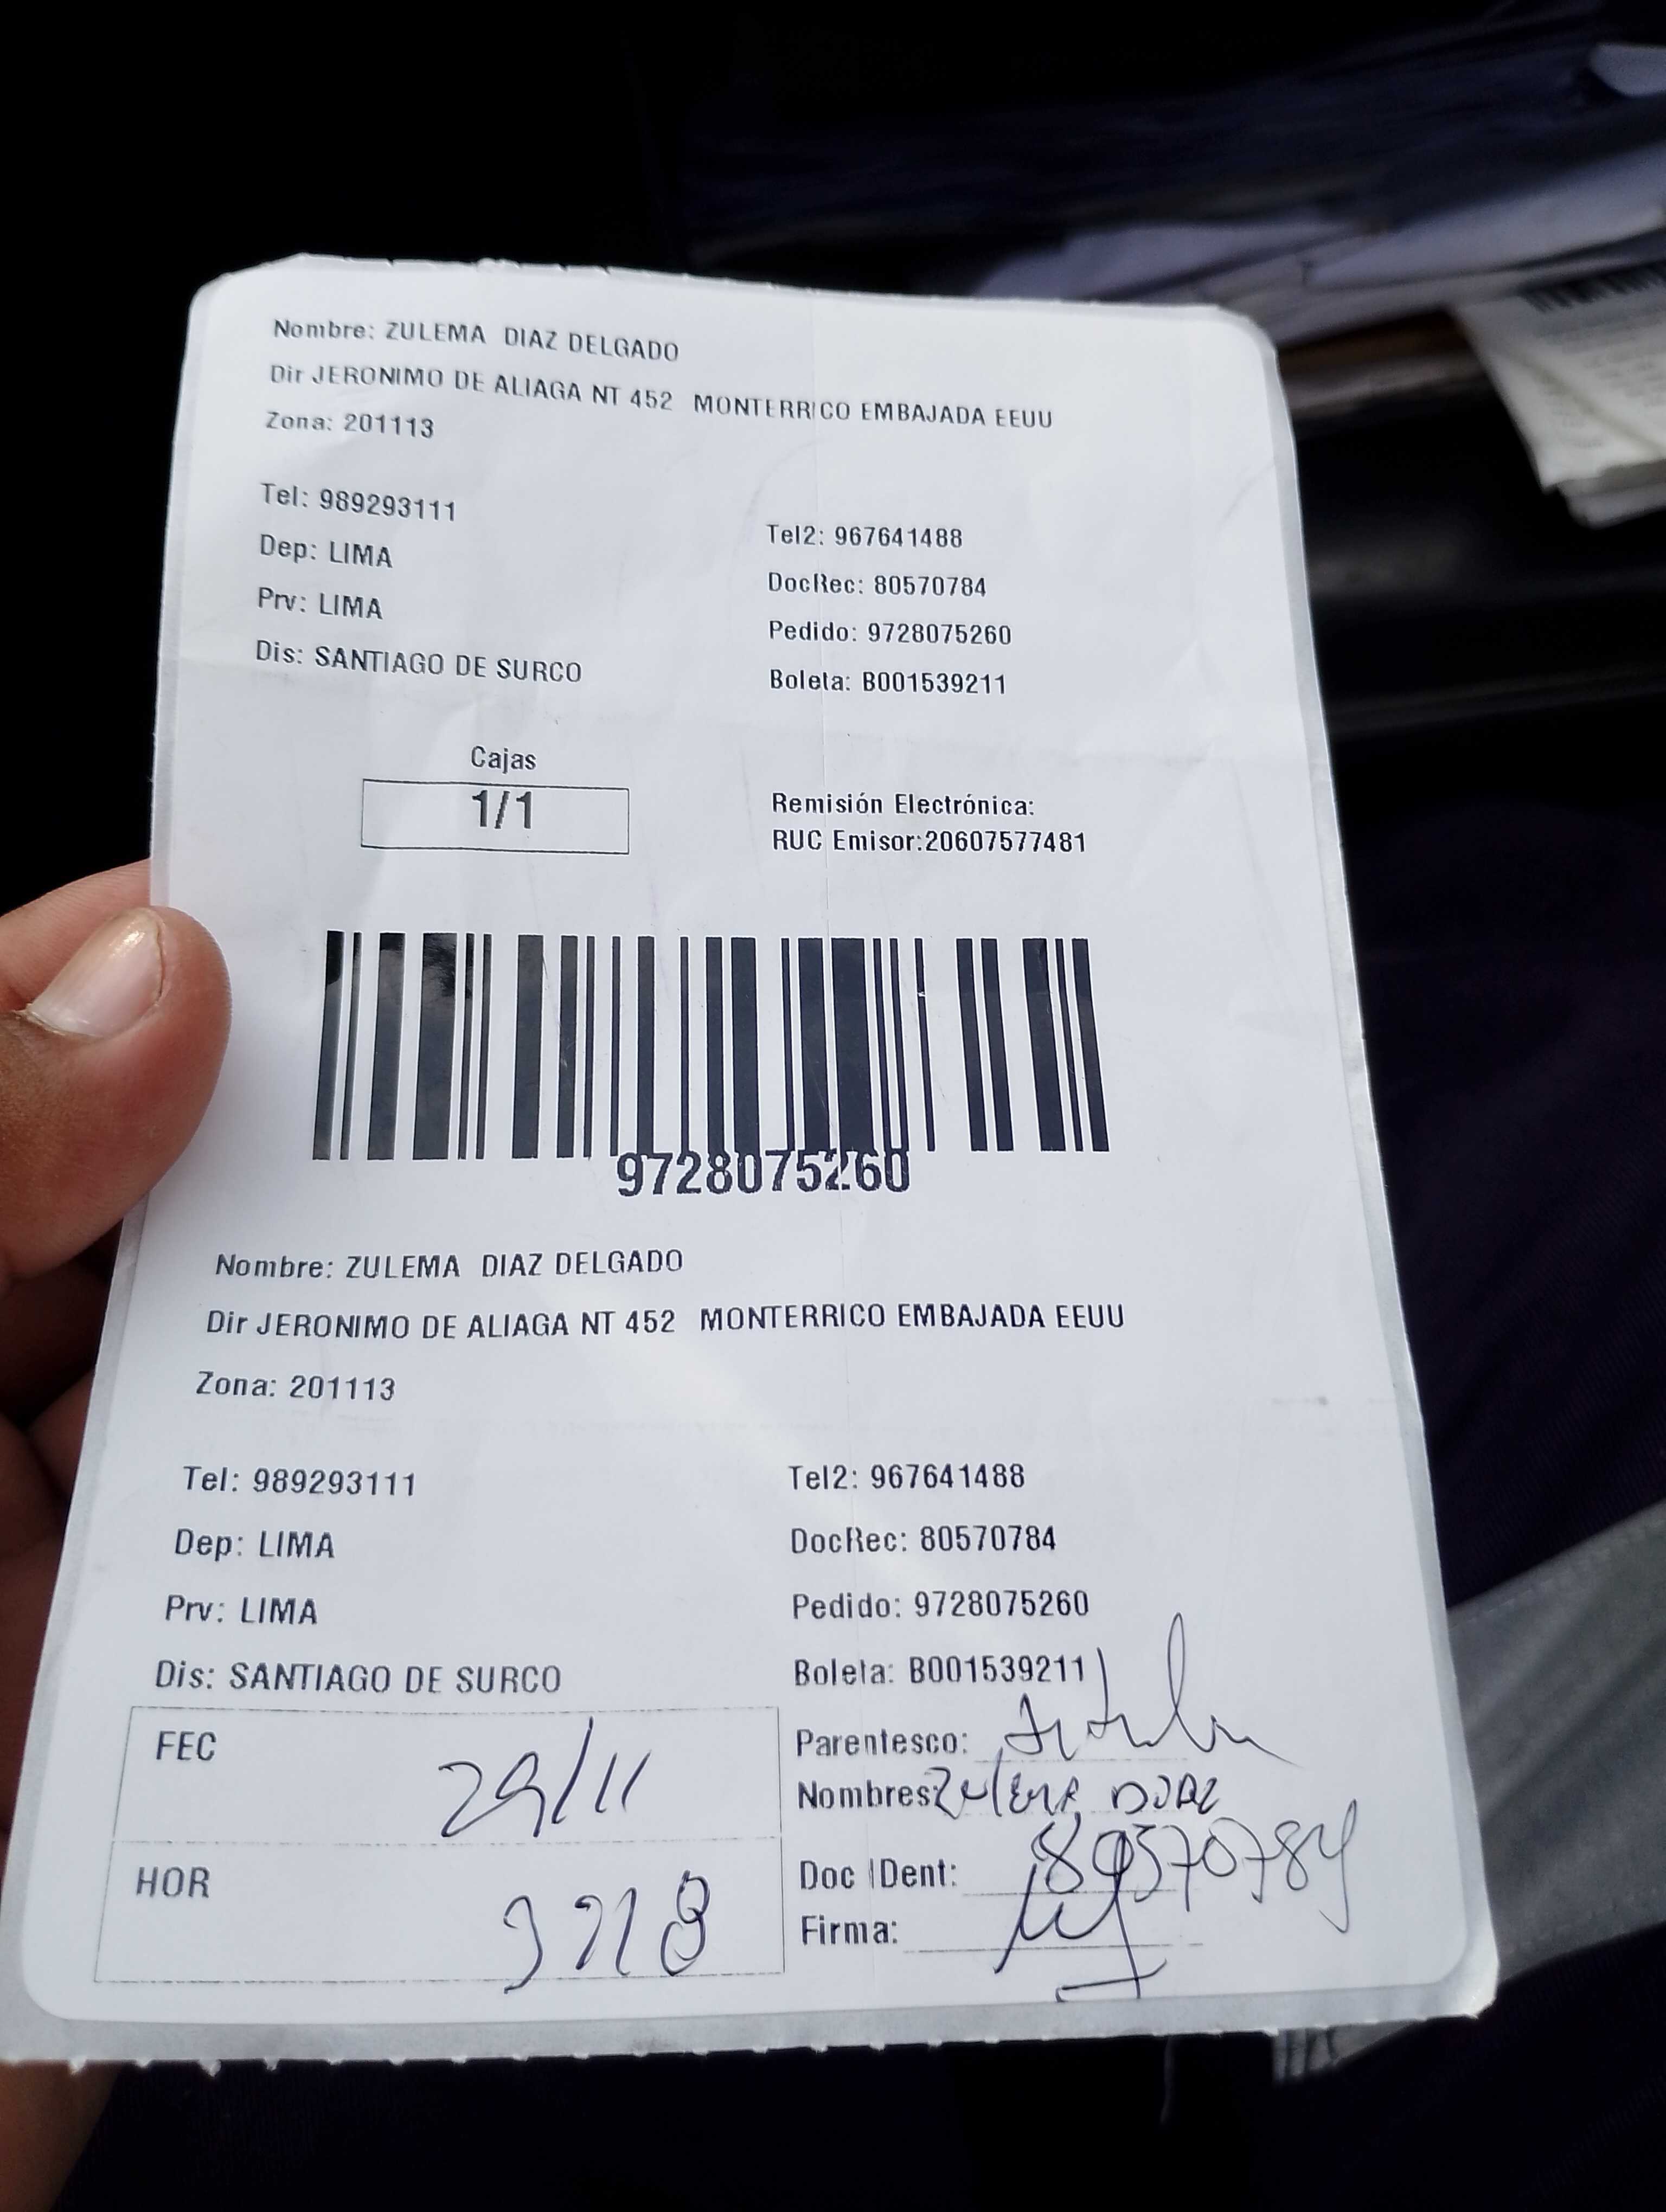 Nombre: ZULEMA DIAZ DELGADO
Dir JERONIMO DE ALIAGA NT 452 MONTERRICO EMBAJADA EEUU
Zona: 201113
Tel: 989293111
Tel2: 967641488
Dep: LIMA
DocRec: 80570784
Prv: LIMA
Pedido: 9728075260
Dis: SANTIAGO DE SURCO
Boleta: B001539211
Cajas
1/1
Remisión Electrónica:
RUC Emisor:20607577481
9728075260
Nombre: ZULEMA DIAZ DELGADO
Dir JERONIMO DE ALIAGA NT 452 MONTERRICO EMBAJADA EEUU
Zona: 201113
Tel: 989293111
Tel2: 967641488
Dep: LIMA
DocRec: 80570784
Prv: LIMA
Pedido: 9728075260
Dis: SANTIAGO DE SURCO
Boleta: B001539211
FEC 29/11
Parentesco: Titular
Nombres: Zulema DIAZ
HOR
Doc IDent: 80570784
Firma: